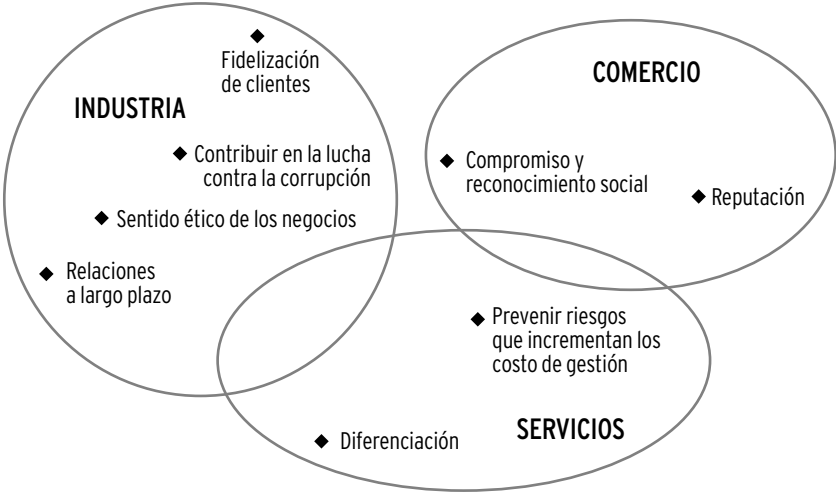 Fidelización
de clientes
INDUSTRIA
Contribuir en la lucha
contra la corrupción
Sentido ético de los negocios
Relaciones
a largo plazo
COMERCIO
Compromiso y
reconocimiento social
Reputación
Prevenir riesgos
que incrementan los
costo de gestión
SERVICIOS
Diferenciación